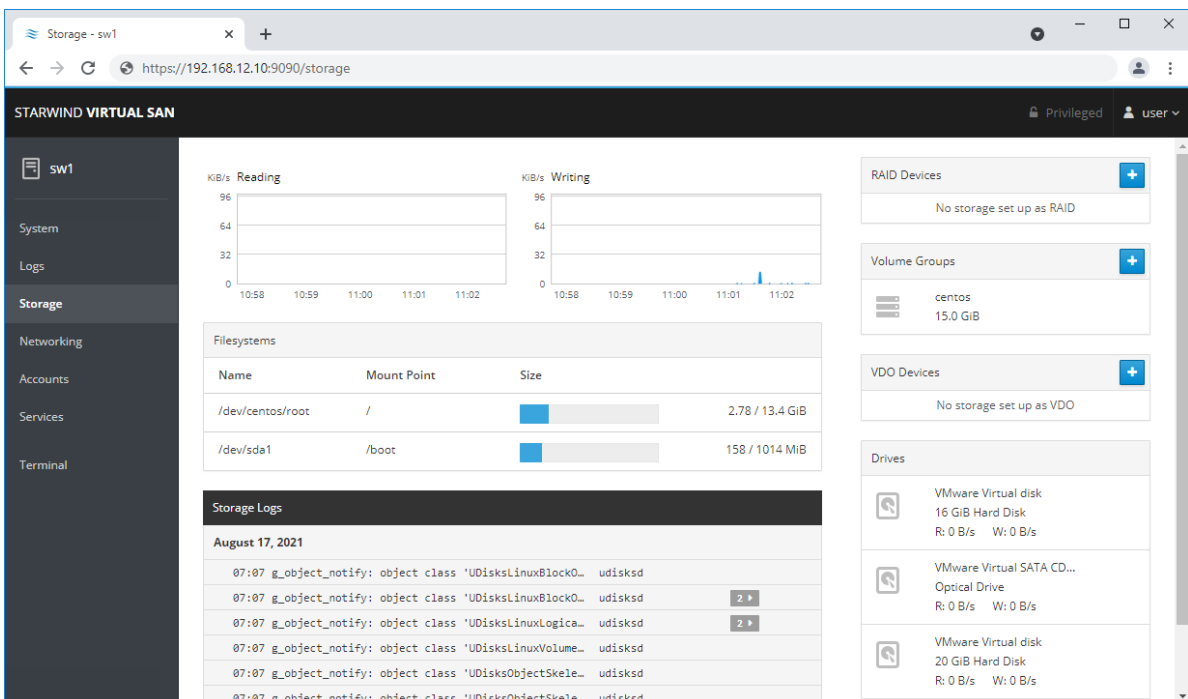 Storage - sw1
https://192.168.12.10:9090/storage
STARWIND VIRTUAL SAN
Privileged
user
sw1
System
Logs
Storage
Networking
Accounts
Services
Terminal
KiB/s Reading
96
64
32
0
10:58 10:59 11:00 11:01 11:02
KiB/s Writing
96
64
32
0
10:58 10:59 11:00 11:01 11:02
Filesystems
Name Mount Point Size
/dev/centos/root / 2.78 / 13.4 GiB
/dev/sda1 /boot 158 / 1014 MiB
Storage Logs
August 17, 2021
07:07 g_object_notify: object class 'UDisksLinuxBlockO… udisksd
07:07 g_object_notify: object class 'UDisksLinuxBlockO… udisksd 2
07:07 g_object_notify: object class 'UDisksLinuxLogica… udisksd 2
07:07 g_object_notify: object class 'UDisksLinuxVolume… udisksd
07:07 g_object_notify: object class 'UDisksObjectSkele… udisksd
07:07 g_object_notify: object class 'UDisksObjectSkele… udisksd
RAID Devices
No storage set up as RAID
Volume Groups
centos
15.0 GiB
VDO Devices
No storage set up as VDO
Drives
VMware Virtual disk
16 GiB Hard Disk
R: 0 B/s W: 0 B/s
VMware Virtual SATA CD...
Optical Drive
R: 0 B/s W: 0 B/s
VMware Virtual disk
20 GiB Hard Disk
R: 0 B/s W: 0 B/s